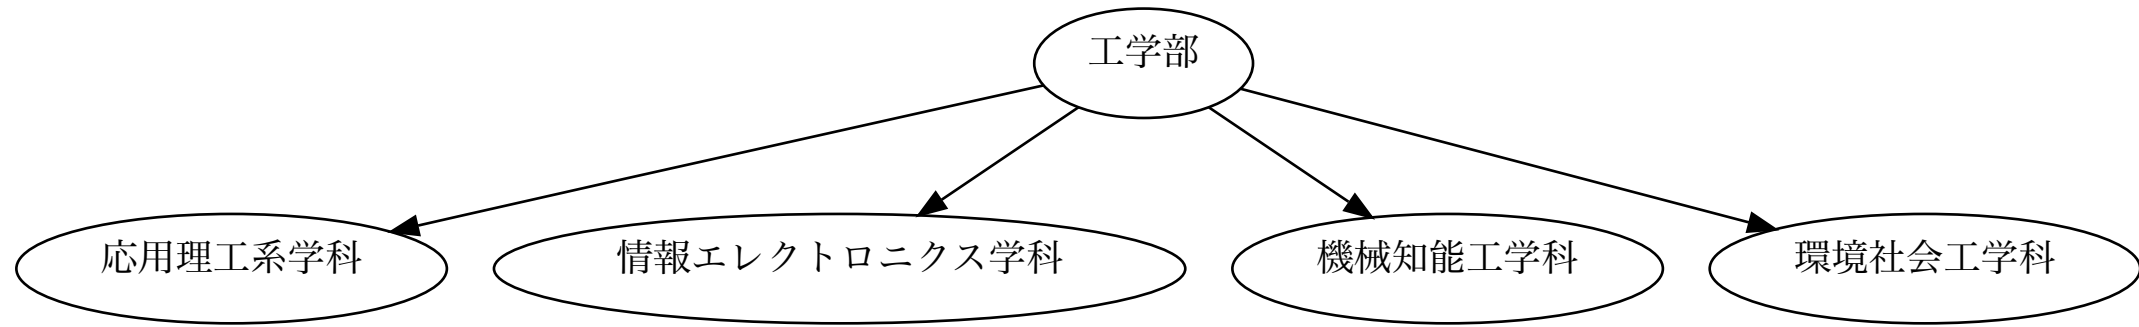 工学部
応用理工系学科
情報エレクトロニクス学科
機械知能工学科
環境社会工学科